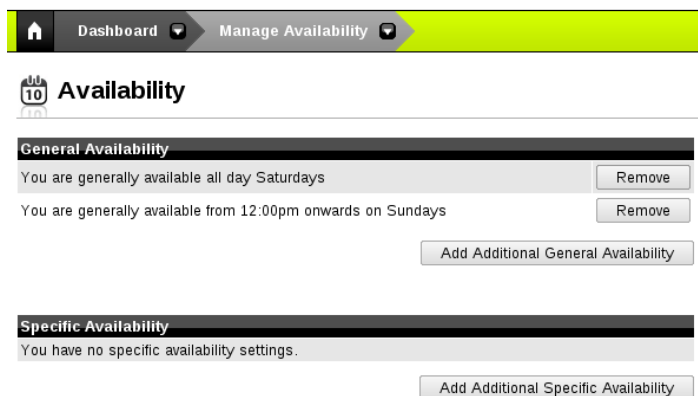 Dashboard Manage Availability
10 Availability
General Availability
You are generally available all day Saturdays Remove
You are generally available from 12:00pm onwards on Sundays Remove
Add Additional General Availability
Specific Availability
You have no specific availability settings.
Add Additional Specific Availability